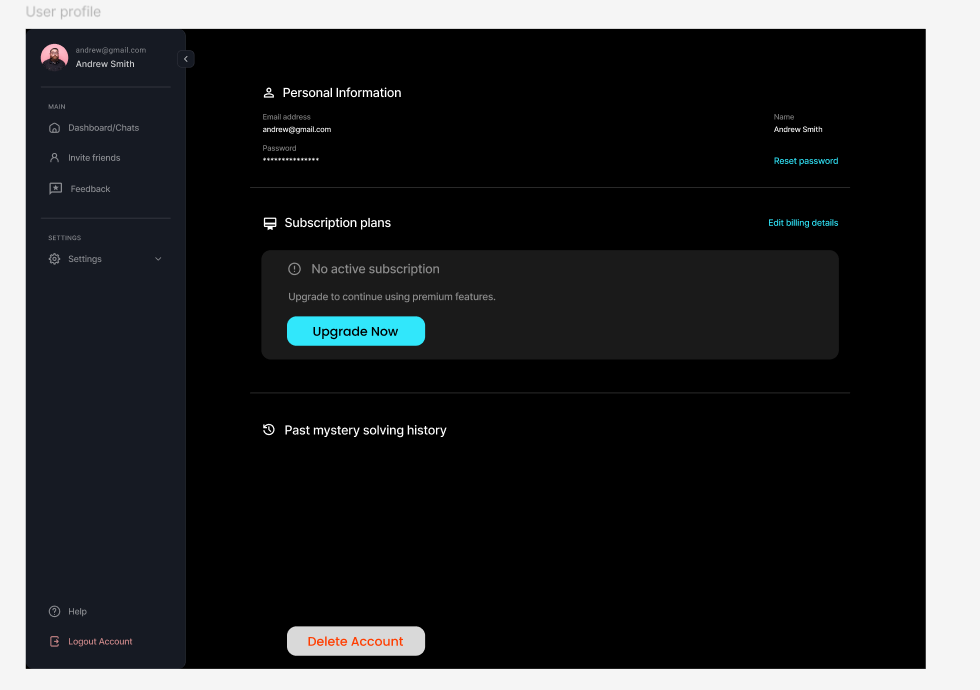 User profile
andrew@gmail.com
Andrew Smith
MAIN
Dashboard/Chats
Invite friends
Feedback
SETTINGS
Settings
Help
Logout Account
Personal Information
Email address
andrew@gmail.com
Name
Andrew Smith
Password
***************
Reset password
Subscription plans
Edit billing details
No active subscription
Upgrade to continue using premium features.
Upgrade Now
Past mystery solving history
Delete Account